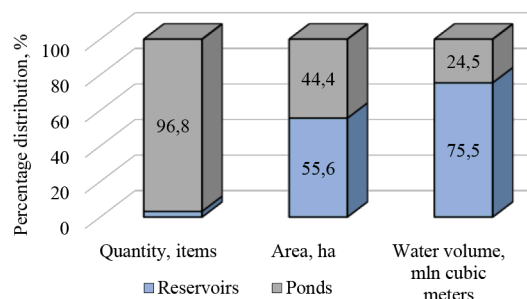 Percentage distribution, %
100
80
60
40
20
0
96,8
44,4
55,6
24,5
75,5
Quantity, items
Area, ha
Water volume,
mln cubic
meters
Reservoirs
Ponds